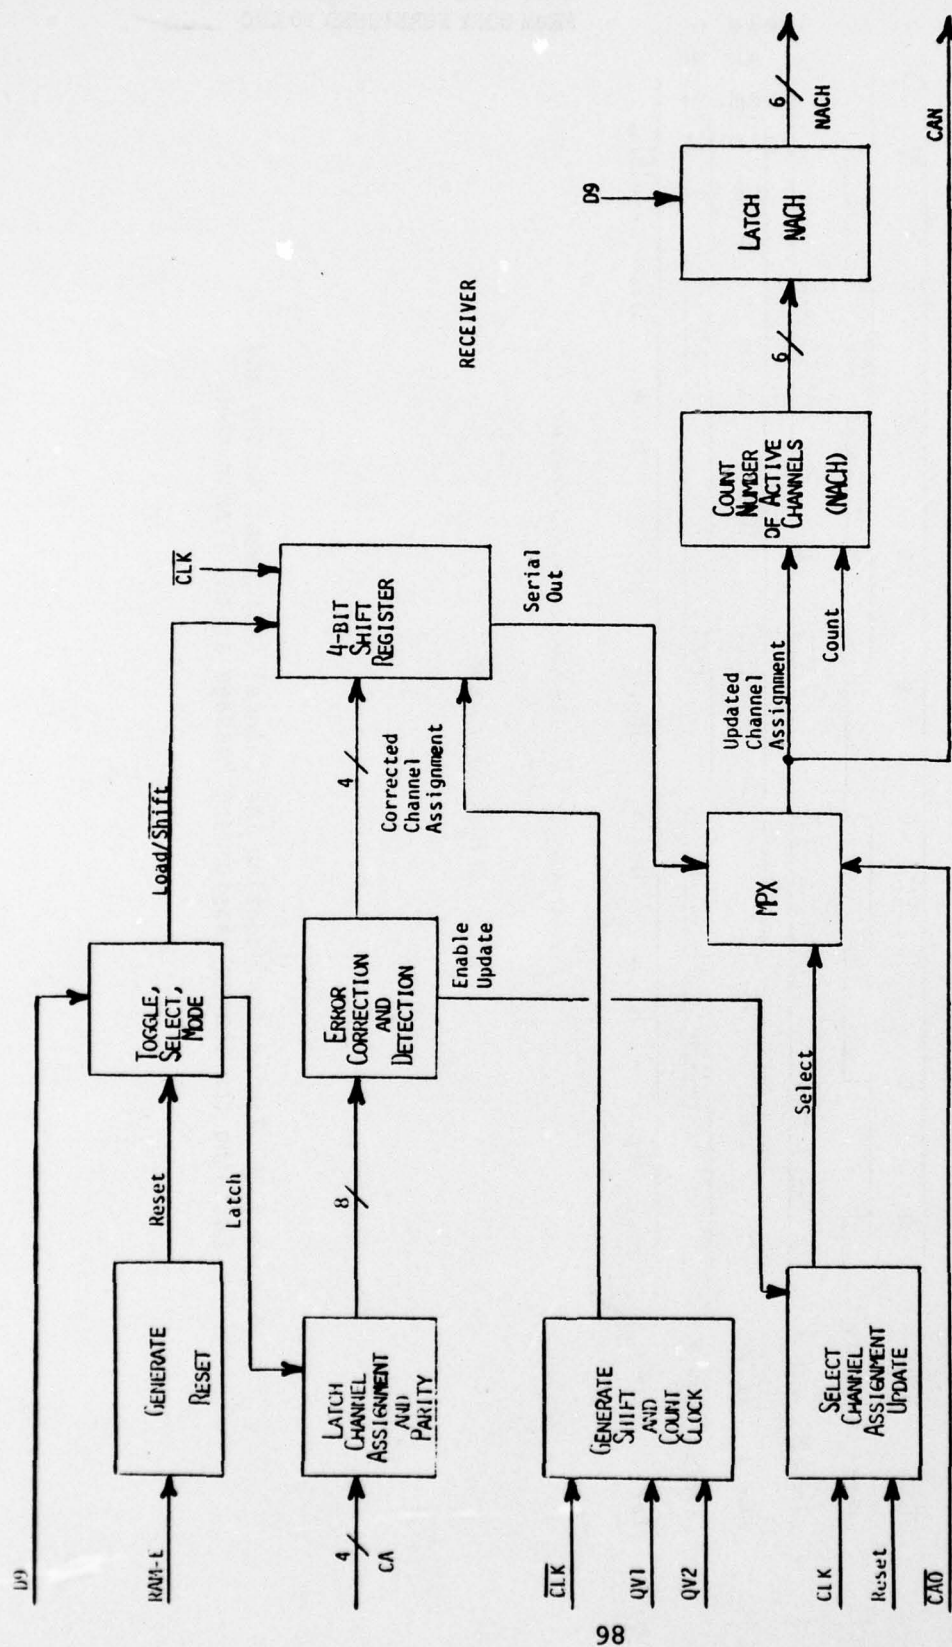 D9
RAM-E
GENERATE
RESET
Reset
TOGGLE,
SELECT,
MODE
Load/Shift
Latch
4
CA
LATCH
CHANNEL
ASSIGNMENT
AND
PARITY
8
ERROR
CORRECTION
AND
DETECTION
4
Corrected
Channel
Assignment
Enable
Update
CLK
4-BIT
SHIFT
REGISTER
Serial
Out
RECEIVER
CLK
QV1
QV2
GENERATE
SHIFT
AND
COUNT
CLOCK
CLK
Reset
CAO
SELECT
CHANNEL
ASSIGNMENT
UPDATE
Select
MPX
Updated
Channel
Assignment
Count
COUNT
NUMBER
OF ACTIVE
CHANNELS
(NACH)
6
D9
LATCH
NACH
6
NACH
CAN
98